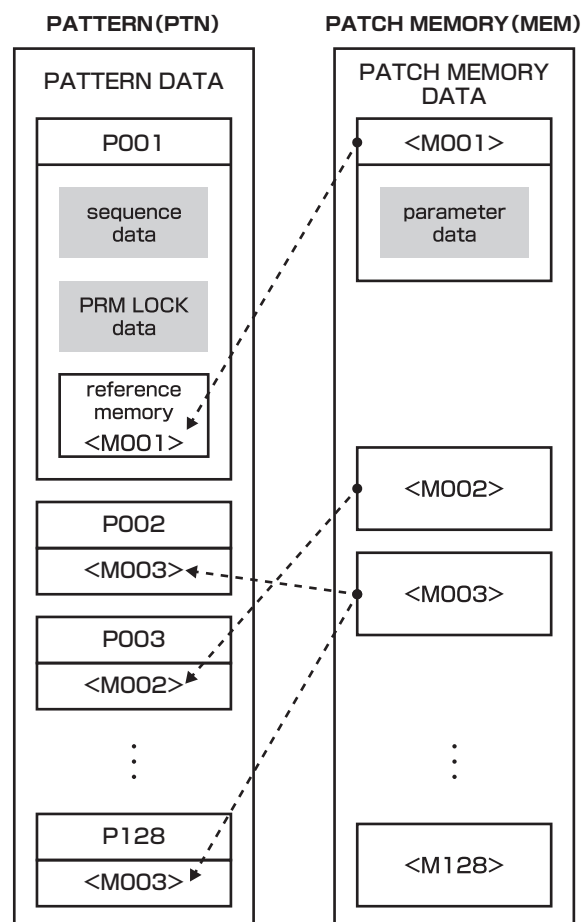 PATTERN(PTN)
PATTERN DATA
P001
sequence
data
PRM LOCK
data
reference
memory
<M001>
P002
<M003>
P003
<M002>
P128
<M003>
PATCH MEMORY(MEM)
PATCH MEMORY
DATA
<M001>
parameter
data
<M002>
<M003>
<M128>